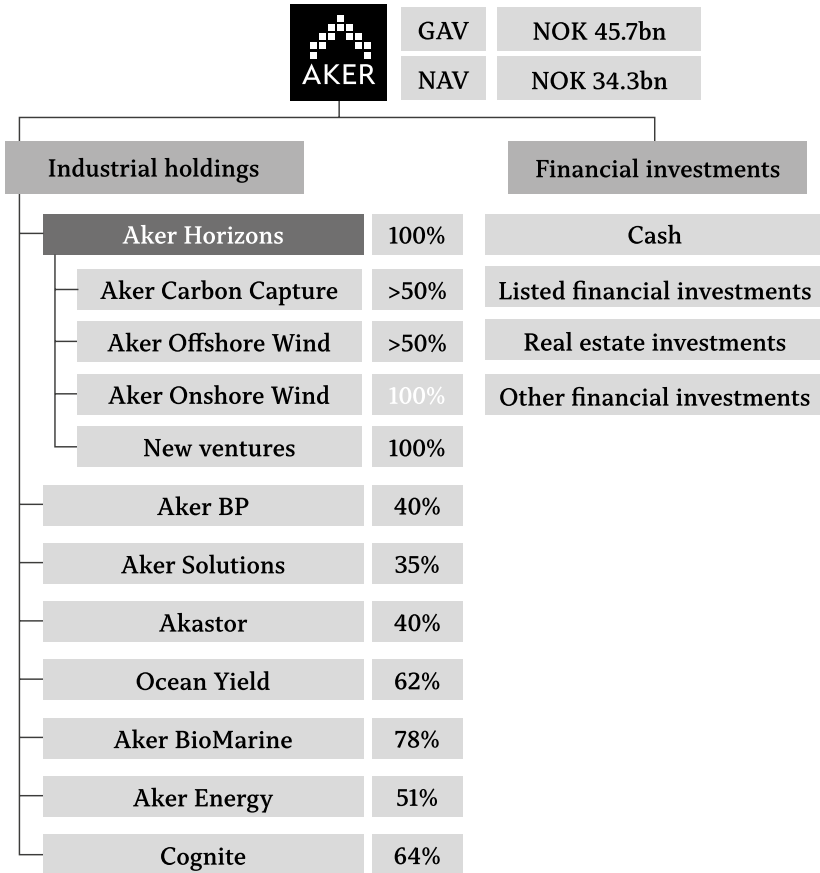 AKER
GAV NOK 45.7bn
NAV NOK 34.3bn
Industrial holdings
Aker Horizons 100%
Aker Carbon Capture >50%
Aker Offshore Wind >50%
Aker Onshore Wind 100%
New ventures 100%
Aker BP 40%
Aker Solutions 35%
Akastor 40%
Ocean Yield 62%
Aker BioMarine 78%
Aker Energy 51%
Cognite 64%
Financial investments
Cash
Listed financial investments
Real estate investments
Other financial investments